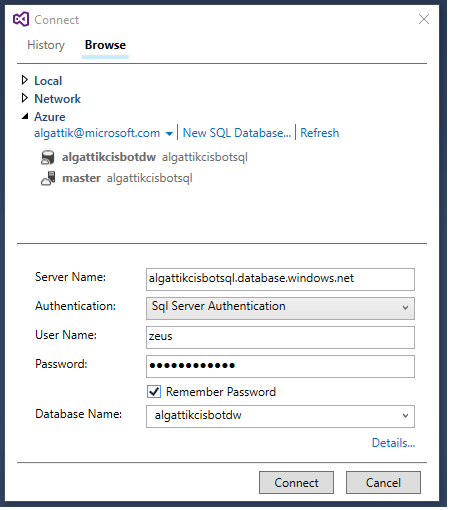 Connect
History Browse
Local
Network
Azure
algattik@microsoft.com New SQL Database... Refresh
algattikcisbotdw algattikcisbotsql
master algattikcisbotsql
Server Name: algattikcisbotsql.database.windows.net
Authentication: Sql Server Authentication
User Name: zeus
Password: ●●●●●●●●●●●●
Remember Password
Database Name: algattikcisbotdw
Details...
Connect Cancel